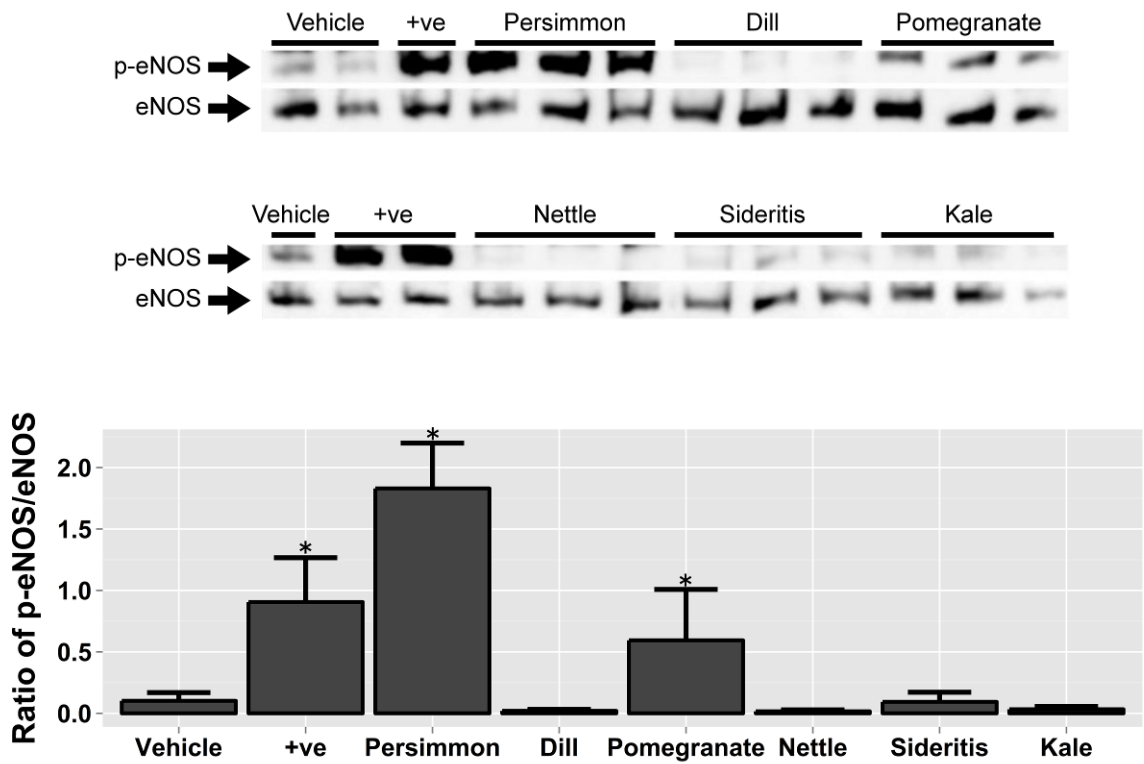 Vehicle +ve Persimmon Dill Pomegranate
p-eNOS
eNOS
Vehicle +ve Nettle Sideritis Kale
p-eNOS
eNOS
Ratio of p-eNOS/eNOS
* * *
2.0
1.5
1.0
0.5
0.0
Vehicle +ve Persimmon Dill Pomegranate Nettle Sideritis Kale